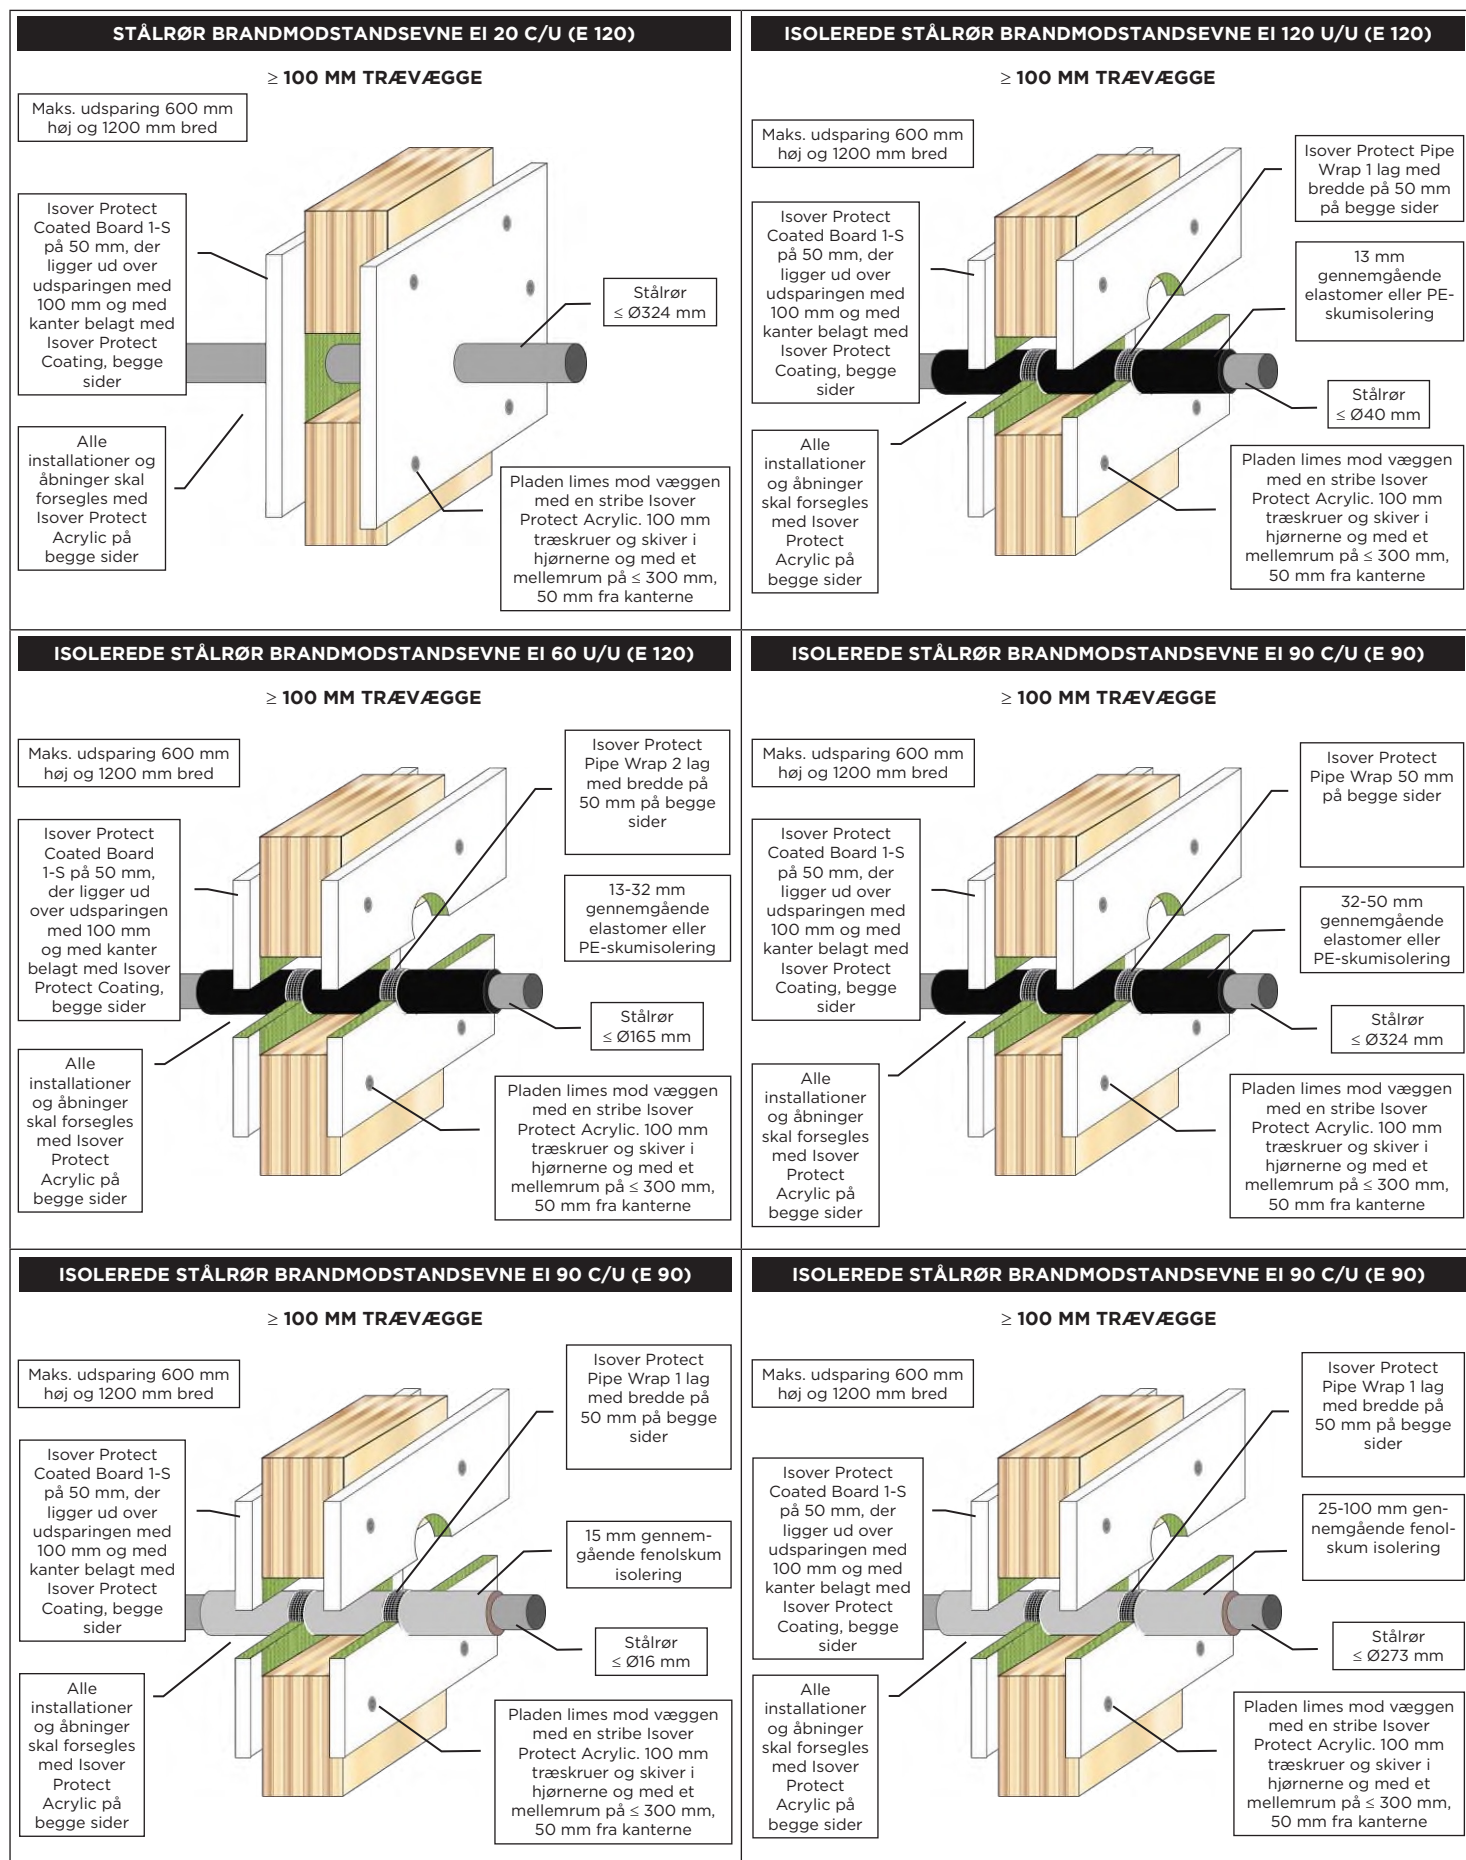 STÅLRØR BRANDMODSTANDSEVNE EI 20 C/U (E 120)
≥ 100 MM TRÆVÆGGE
Maks. udsparing 600 mm
høj og 1200 mm bred
Isover Protect
Coated Board 1-S
på 50 mm, der
ligger ud over
udsparingen med
100 mm og med
kanter belagt med
Isover Protect
Coating, begge
sider
Stålrør
≤ Ø324 mm
Alle
installationer og
åbninger skal
forsegles med
Isover Protect
Acrylic på
begge sider
Pladen limes mod væggen
med en stribe Isover
Protect Acrylic. 100 mm
træskruer og skiver i
hjørnerne og med et
mellemrum på ≤ 300 mm,
50 mm fra kanterne
ISOLEREDE STÅLRØR BRANDMODSTANDSEVNE EI 120 U/U (E 120)
≥ 100 MM TRÆVÆGGE
Maks. udsparing 600 mm
høj og 1200 mm bred
Isover Protect Pipe
Wrap 1 lag med
bredde på 50 mm
på begge sider
Isover Protect
Coated Board 1-S
på 50 mm, der
ligger ud over
udsparingen med
100 mm og med
kanter belagt med
Isover Protect
Coating, begge
sider
13 mm
gennemgående
elastomer eller PE-
skumisolering
Stålrør
≤ Ø40 mm
Alle
installationer
og åbninger
skal forsegles
med Isover
Protect
Acrylic på
begge sider
Pladen limes mod væggen
med en stribe Isover
Protect Acrylic. 100 mm
træskruer og skiver i
hjørnerne og med et
mellemrum på ≤ 300 mm,
50 mm fra kanterne
ISOLEREDE STÅLRØR BRANDMODSTANDSEVNE EI 60 U/U (E 120)
≥ 100 MM TRÆVÆGGE
Maks. udsparing 600 mm
høj og 1200 mm bred
Isover Protect
Pipe Wrap 2 lag
med bredde på
50 mm på begge
sider
Isover Protect
Coated Board
1-S på 50 mm,
der ligger ud
over udsparingen
med 100 mm
og med kanter
belagt med Isover
Protect Coating,
begge sider
13-32 mm
gennemgående
elastomer eller
PE-skumisolering
Stålrør
≤ Ø165 mm
Alle
installationer
og åbninger
skal forsegles
med Isover
Protect
Acrylic på
begge sider
Pladen limes mod væggen
med en stribe Isover
Protect Acrylic. 100 mm
træskruer og skiver i
hjørnerne og med et
mellemrum på ≤ 300 mm,
50 mm fra kanterne
ISOLEREDE STÅLRØR BRANDMODSTANDSEVNE EI 90 C/U (E 90)
≥ 100 MM TRÆVÆGGE
Maks. udsparing 600 mm
høj og 1200 mm bred
Isover Protect
Pipe Wrap 50 mm
på begge sider
Isover Protect
Coated Board 1-S
på 50 mm, der
ligger ud over
udsparingen med
100 mm og med
kanter belagt med
Isover Protect
Coating, begge
sider
32-50 mm
gennemgående
elastomer eller
PE-skumisolering
Stålrør
≤ Ø324 mm
Alle
installationer
og åbninger
skal forsegles
med Isover
Protect
Acrylic på
begge sider
Pladen limes mod væggen
med en stribe Isover
Protect Acrylic. 100 mm
træskruer og skiver i
hjørnerne og med et
mellemrum på ≤ 300 mm,
50 mm fra kanterne
ISOLEREDE STÅLRØR BRANDMODSTANDSEVNE EI 90 C/U (E 90)
≥ 100 MM TRÆVÆGGE
Maks. udsparing 600 mm
høj og 1200 mm bred
Isover Protect
Pipe Wrap 1 lag
med bredde på
50 mm på begge
sider
Isover Protect
Coated Board 1-S
på 50 mm, der
ligger ud over
udsparingen med
100 mm og med
kanter belagt med
Isover Protect
Coating, begge
sider
15 mm gennem-
gående fenolskum
isolering
Stålrør
≤ Ø16 mm
Alle
installationer
og åbninger
skal forsegles
med Isover
Protect
Acrylic på
begge sider
Pladen limes mod væggen
med en stribe Isover
Protect Acrylic. 100 mm
træskruer og skiver i
hjørnerne og med et
mellemrum på ≤ 300 mm,
50 mm fra kanterne
ISOLEREDE STÅLRØR BRANDMODSTANDSEVNE EI 90 C/U (E 90)
≥ 100 MM TRÆVÆGGE
Maks. udsparing 600 mm
høj og 1200 mm bred
Isover Protect
Pipe Wrap 1 lag
med bredde på
50 mm på begge
sider
Isover Protect
Coated Board 1-S
på 50 mm, der
ligger ud over
udsparingen med
100 mm og med
kanter belagt med
Isover Protect
Coating, begge
sider
25-100 mm gen-
nemgående fenol-
skum isolering
Stålrør
≤ Ø273 mm
Alle
installationer
og åbninger
skal forsegles
med Isover
Protect
Acrylic på
begge sider
Pladen limes mod væggen
med en stribe Isover
Protect Acrylic. 100 mm
træskruer og skiver i
hjørnerne og med et
mellemrum på ≤ 300 mm,
50 mm fra kanterne